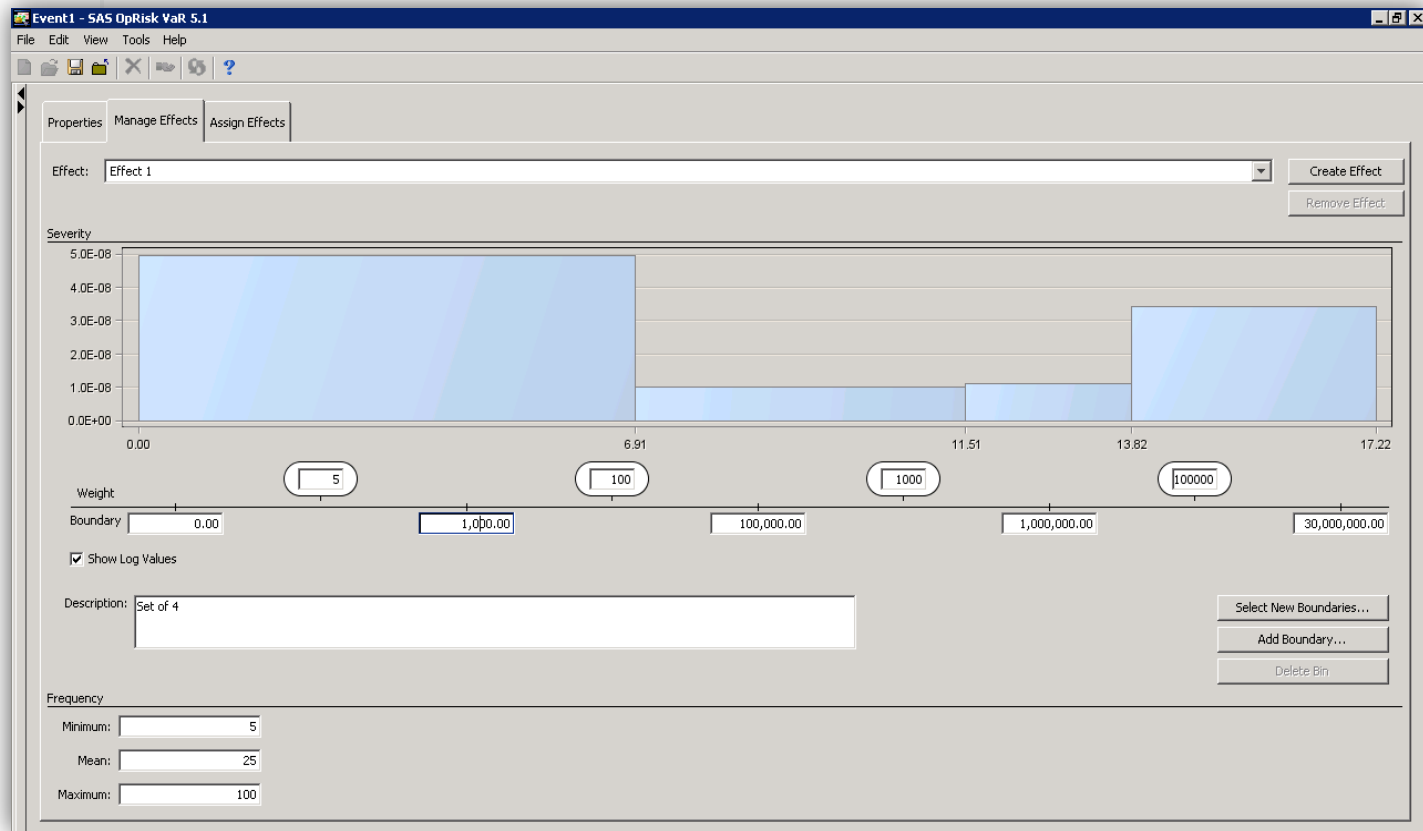 Event1 - SAS OpRisk VaR 5.1
File Edit View Tools Help
Properties Manage Effects Assign Effects
Effect: Effect 1 Create Effect
Remove Effect
Severity
5.0E-08
4.0E-08
3.0E-08
2.0E-08
1.0E-08
0.0E+00
0.00 6.91 11.51 13.82 17.22
Weight 5 100 1000 100000
Boundary 0.00 1,000.00 100,000.00 1,000,000.00 30,000,000.00
Show Log Values
Description: Set of 4
Select New Boundaries...
Add Boundary...
Delete Bin
Frequency
Minimum: 5
Mean: 25
Maximum: 100